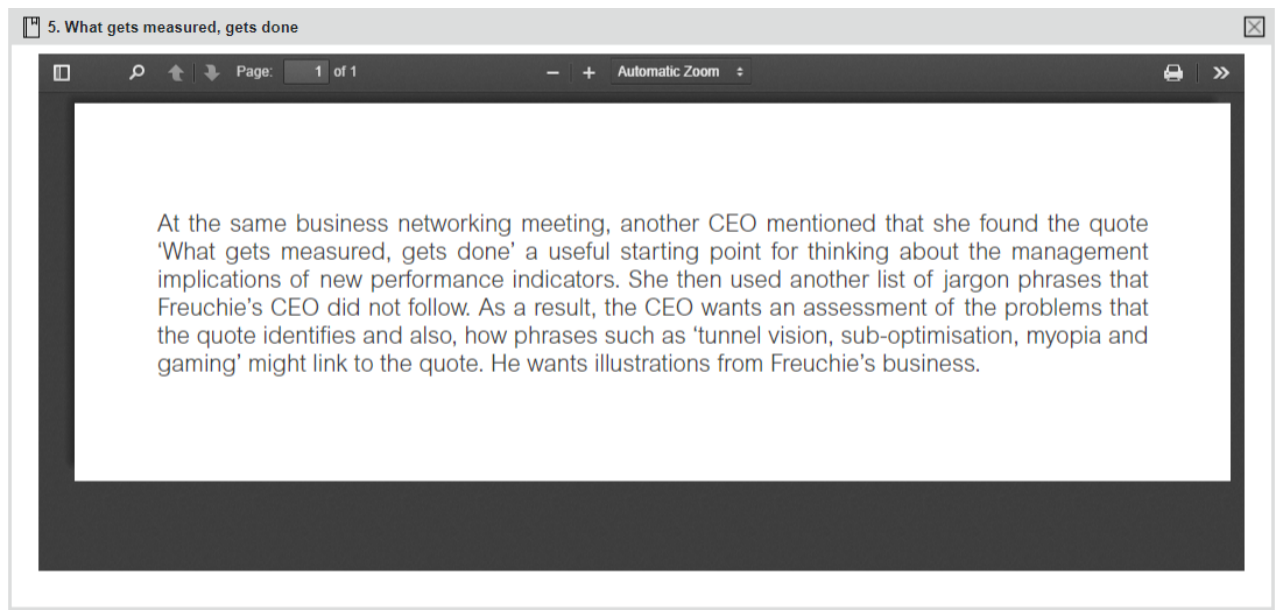 5. What gets measured, gets done
Page: 1 of 1 Automatic Zoom
At the same business networking meeting, another CEO mentioned that she found the quote
‘What gets measured, gets done’ a useful starting point for thinking about the management
implications of new performance indicators. She then used another list of jargon phrases that
Freuchie’s CEO did not follow. As a result, the CEO wants an assessment of the problems that
the quote identifies and also, how phrases such as ‘tunnel vision, sub-optimisation, myopia and
gaming’ might link to the quote. He wants illustrations from Freuchie’s business.